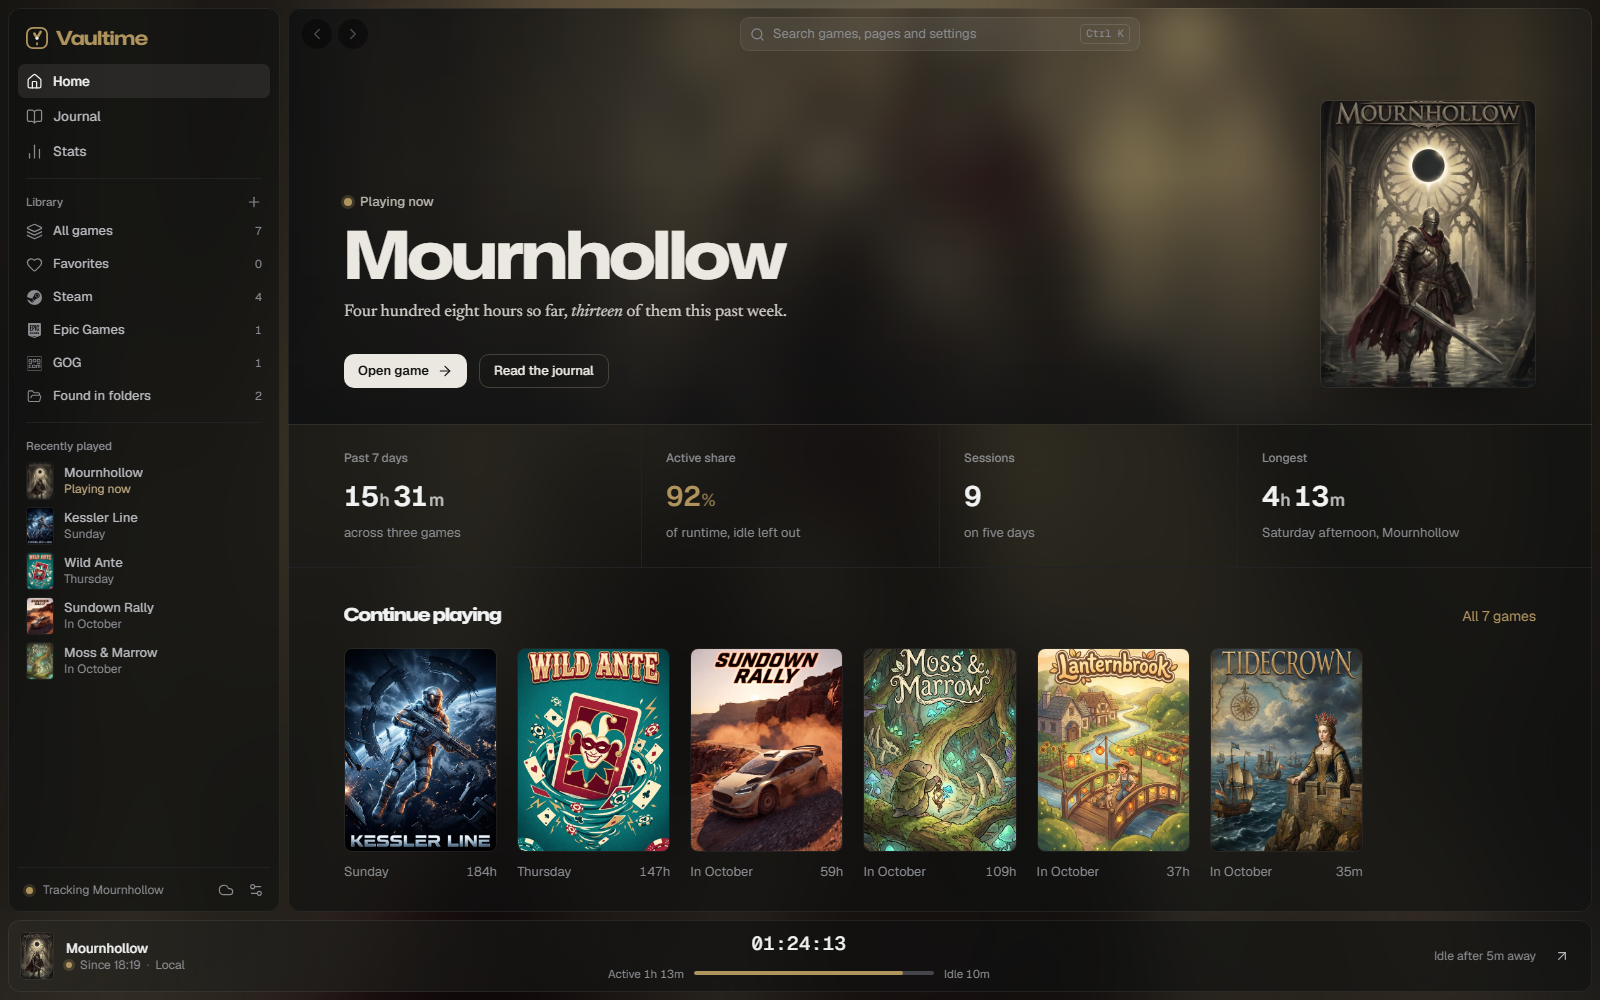 Vaultime
Home
Journal
Stats
Library
All games 7
Favorites 0
Steam 4
Epic Games 1
GOG 1
Found in folders 2
Recently played
Mournhollow
Playing now
Kessler Line
Sunday
Wild Ante
Thursday
Sundown Rally
In October
Moss & Marrow
In October
Tracking Mournhollow
Search games, pages and settings Ctrl K
Playing now
Mournhollow
Four hundred eight hours so far, thirteen of them this past week.
Open game
Read the journal
MOURNHOLLOW
Past 7 days
15h 31m
across three games
Active share
92%
of runtime, idle left out
Sessions
9
on five days
Longest
4h 13m
Saturday afternoon, Mournhollow
Continue playing
All 7 games
KESSLER LINE
Sunday 184h
WILD ANTE
Thursday 147h
SUNDOWN
RALLY
In October 59h
Moss &
Marrow
In October 109h
Lanternbrook
In October 37h
TIDECROWN
In October 35m
Mournhollow
Since 18:19 · Local
01:24:13
Active 1h 13m
Idle 10m
Idle after 5m away